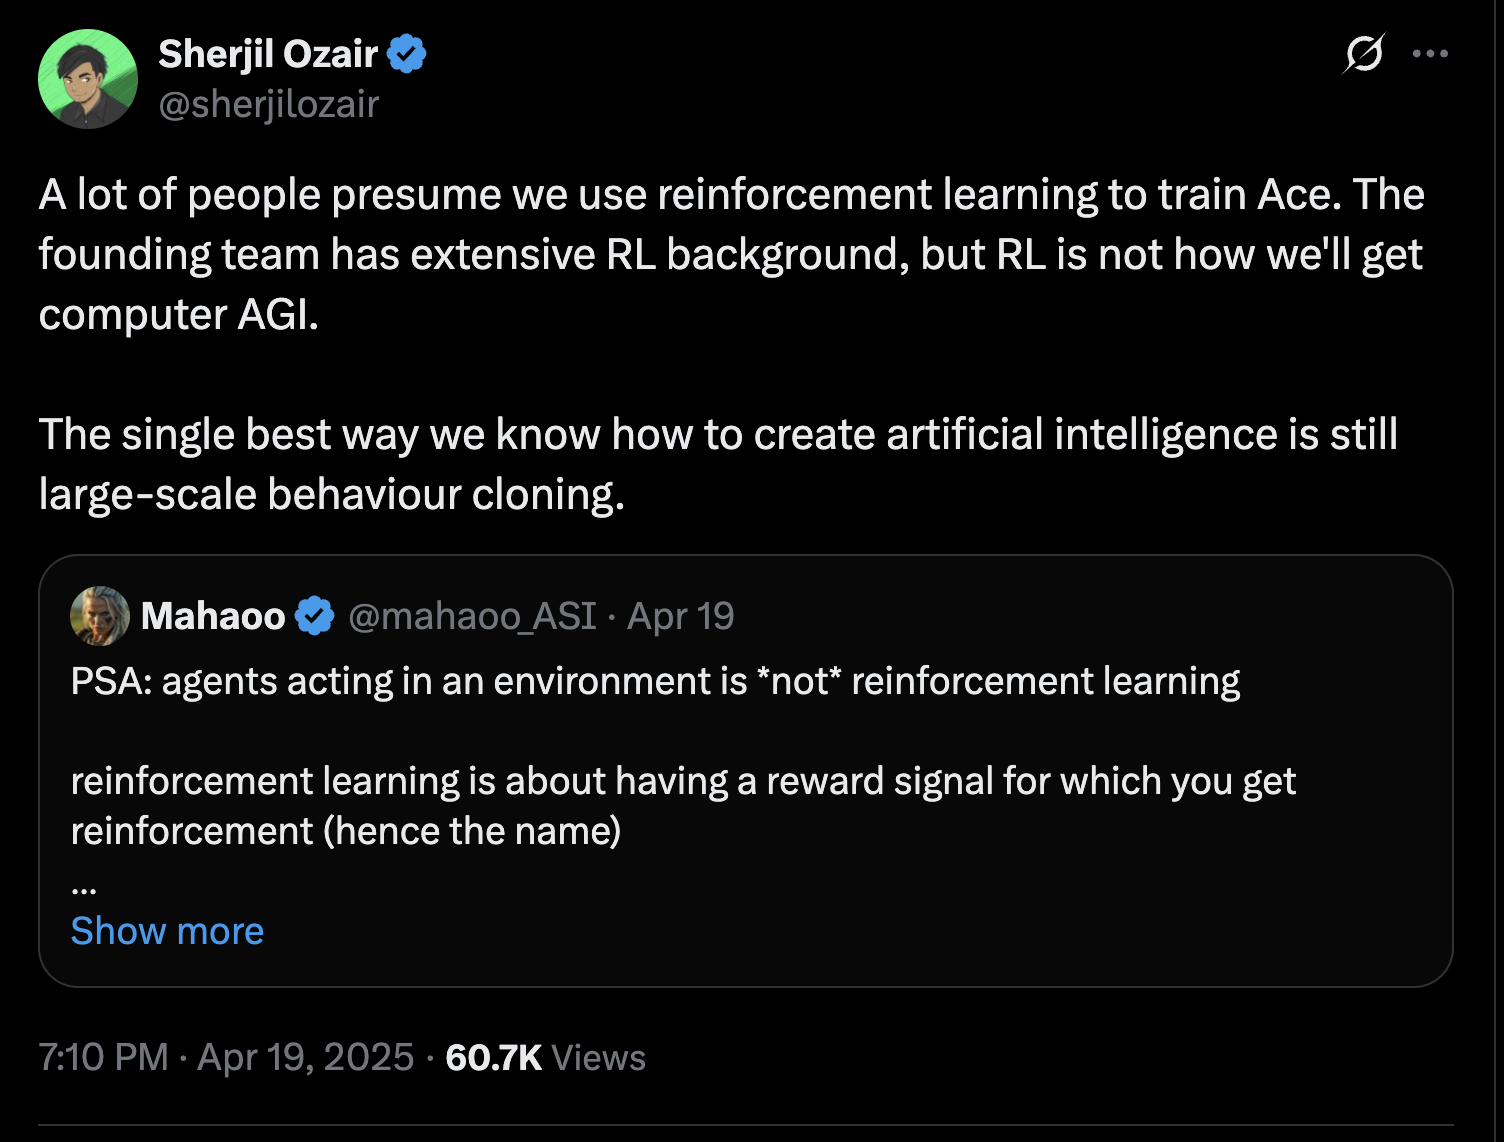 Sherjil Ozair
@sherjilozair
A lot of people presume we use reinforcement learning to train Ace. The
founding team has extensive RL background, but RL is not how we'll get
computer AGI.
The single best way we know how to create artificial intelligence is still
large-scale behaviour cloning.
Mahaoo @mahaoo_ASI · Apr 19
PSA: agents acting in an environment is *not* reinforcement learning
reinforcement learning is about having a reward signal for which you get
reinforcement (hence the name)
...
Show more
7:10 PM · Apr 19, 2025 · 60.7K Views